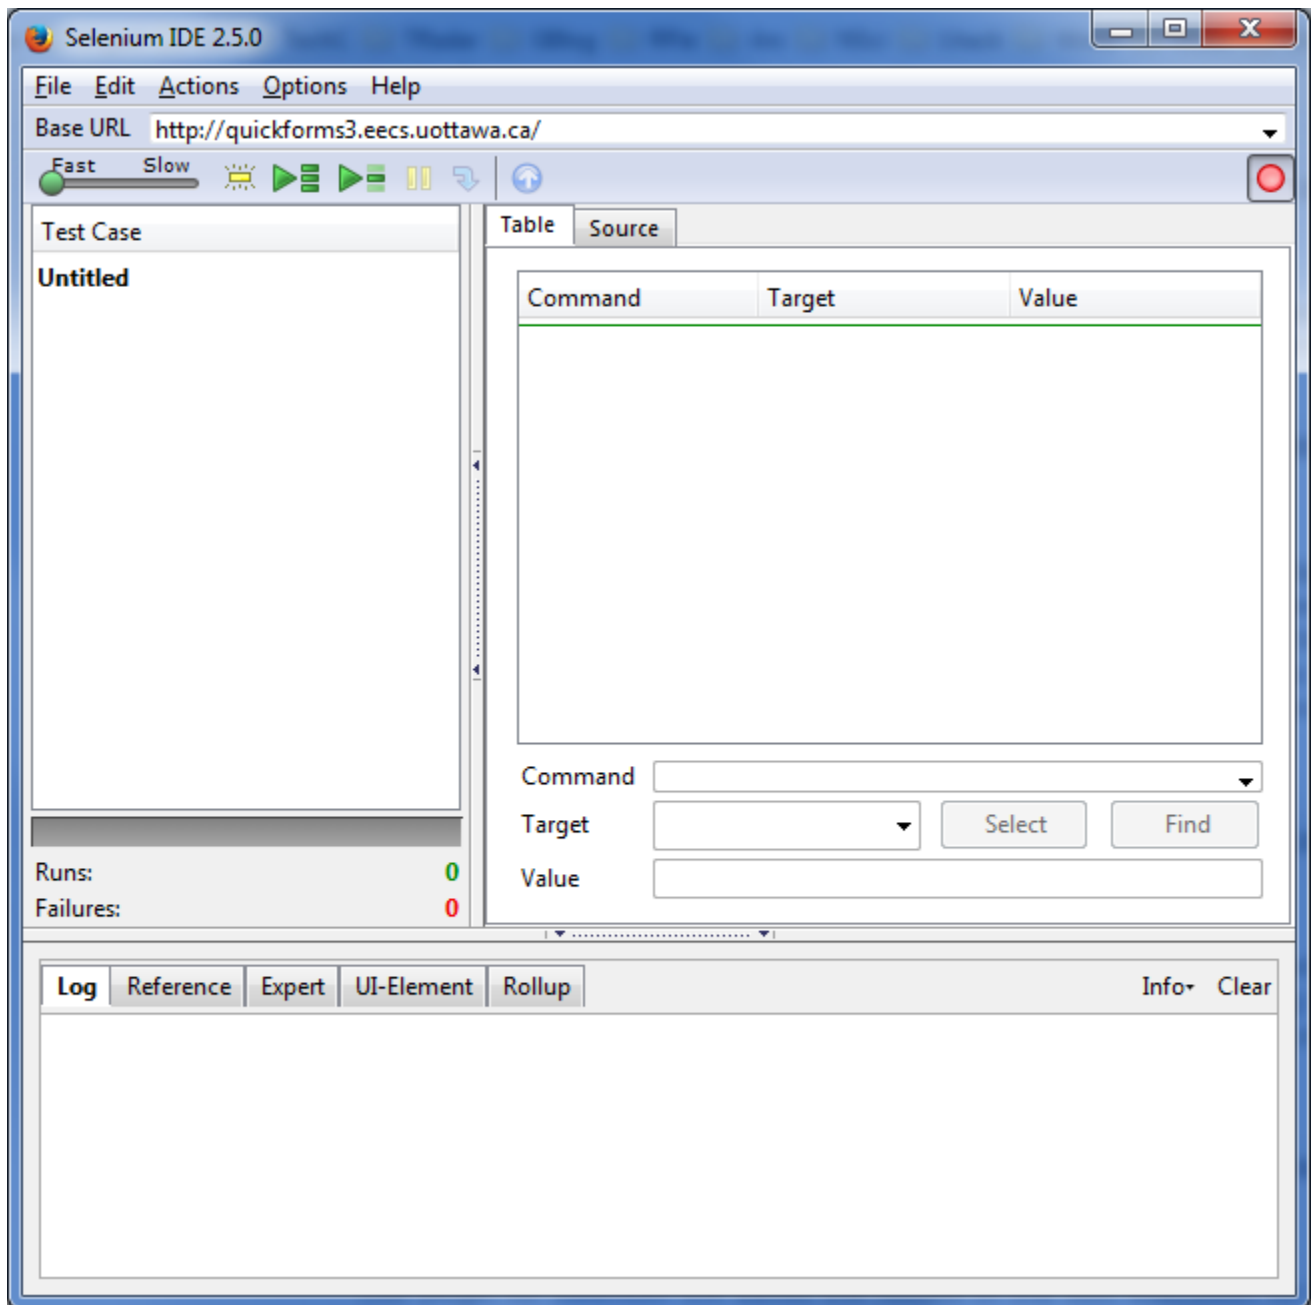 Selenium IDE 2.5.0
File Edit Actions Options Help
Base URL http://quickforms3.eecs.uottawa.ca/
Fast Slow
Test Case
Untitled
Table Source
Command Target Value
Command
Target Select Find
Value
Runs: 0
Failures: 0
Log Reference Expert UI-Element Rollup Info Clear